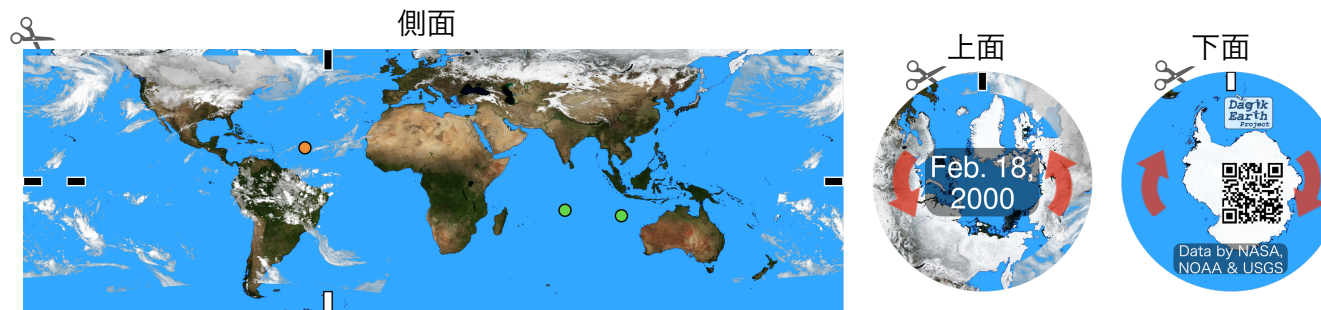 側面
上面
下面
Feb. 18,
2000
Dagik
Earth
Project
Data by NASA,
NOAA & USGS